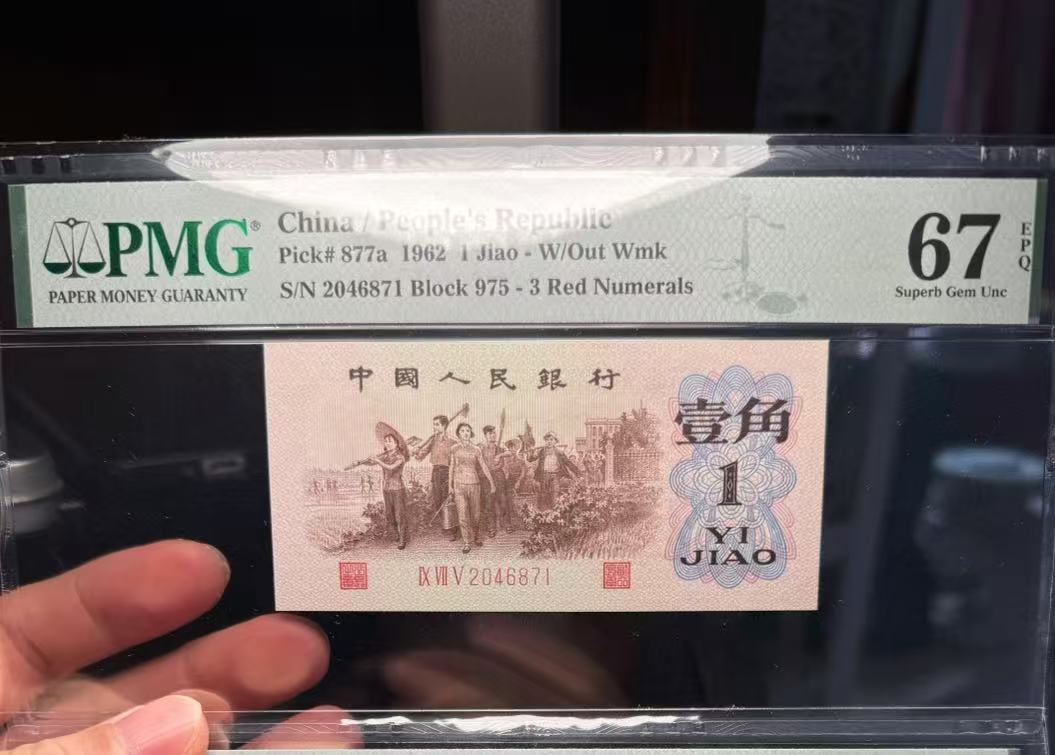 PMG®
PAPER MONEY GUARANTY
China / People's Republic
Pick# 877a 1962 1 Jiao - W/Out Wmk
S/N 2046871 Block 975 - 3 Red Numerals
67
EPQ
Superb Gem Unc
中國人民銀行
壹角
1
YI
JIAO
IX VII V 2046871